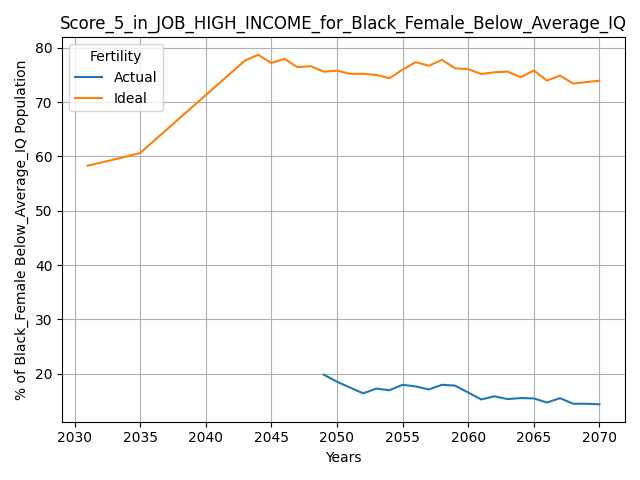 Score_5_in_JOB_HIGH_INCOME_for_Black_Female_Below_Average_IQ
Fertility
Actual
Ideal
80
70
60
50
40
30
20
% of Black_Female Below_Average_IQ Population
2030 2035 2040 2045 2050 2055 2060 2065 2070
Years